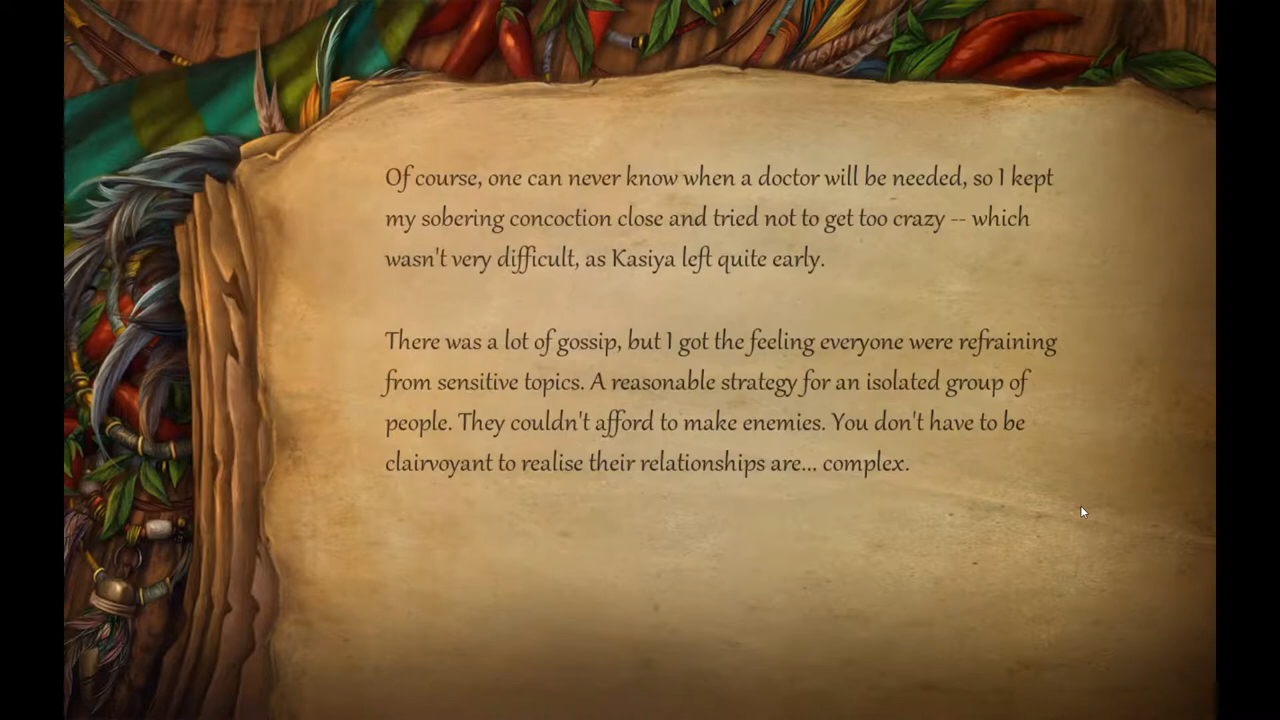 Of course, one can never know when a doctor will be needed, so I kept
my sobering concoction close and tried not to get too crazy -- which
wasn't very difficult, as Kasiya left quite early.
There was a lot of gossip, but I got the feeling everyone were refraining
from sensitive topics. A reasonable strategy for an isolated group of
people. They couldn't afford to make enemies. You don't have to be
clairvoyant to realise their relationships are... complex.